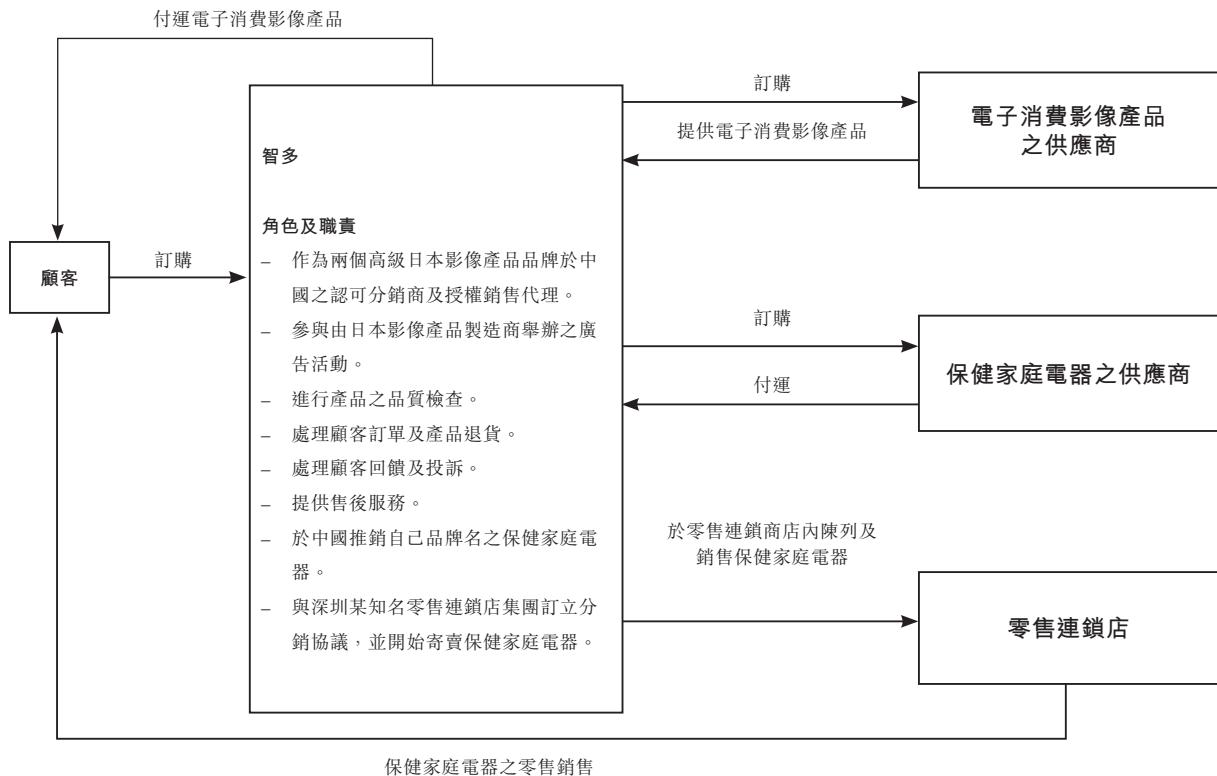 付運電子消費影像產品
訂購
電子消費影像產品
之供應商
提供電子消費影像產品
智多
角色及職責
– 作為兩個高級日本影像產品品牌於中
國之認可分銷商及授權銷售代理。
– 參與由日本影像產品製造商舉辦之廣
告活動。
– 進行產品之品質檢查。
– 處理顧客訂單及產品退貨。
– 處理顧客回饋及投訴。
– 提供售後服務。
– 於中國推銷自己品牌名之保健家庭電
器。
– 與深圳某知名零售連鎖店集團訂立分
銷協議，並開始寄賣保健家庭電器。
顧客
訂購
訂購
保健家庭電器之供應商
付運
於零售連鎖商店內陳列及
銷售保健家庭電器
零售連鎖店
保健家庭電器之零售銷售